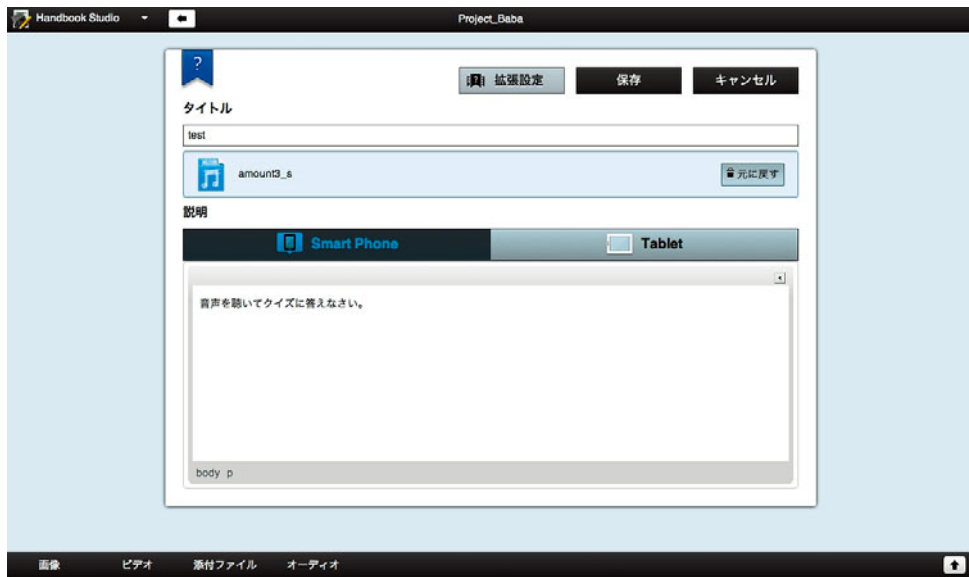 Handbook Studio
Project_Baba
?
拡張設定
保存
キャンセル
タイトル
test
amount3_s
元に戻す
説明
Smart Phone
Tablet
音声を聴いてクイズに答えなさい。
body p
画像
ビデオ
添付ファイル
オーディオ